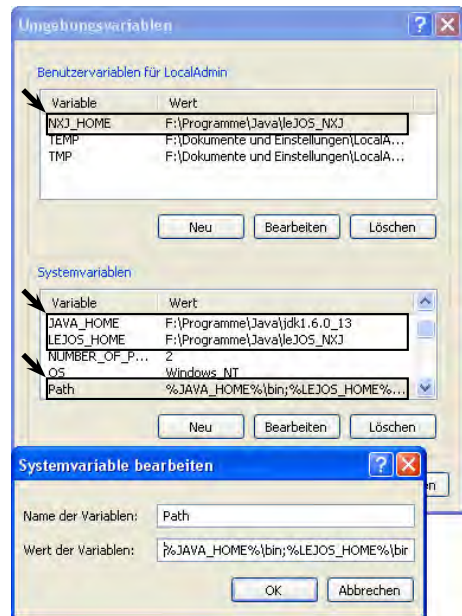 Umgebungsvariablen
Benutzervariablen für LocalAdmin
Variable Wert
NXJ_HOME F:\Programme\Java\leJOS_NXJ
TEMP F:\Dokumente und Einstellungen\LocalA...
TMP F:\Dokumente und Einstellungen\LocalA...
Neu Bearbeiten Löschen
Systemvariablen
Variable Wert
JAVA_HOME F:\Programme\Java\jdk1.6.0_13
LEJOS_HOME F:\Programme\Java\leJOS_NXJ
NUMBER_OF_P... 2
OS Windows_NT
Path %JAVA_HOME%\bin;%LEJOS_HOME%...
Neu Bearbeiten Löschen
Systemvariable bearbeiten
Name der Variablen: Path
Wert der Variablen: %JAVA_HOME%\bin;%LEJOS_HOME%\bin
OK Abbrechen